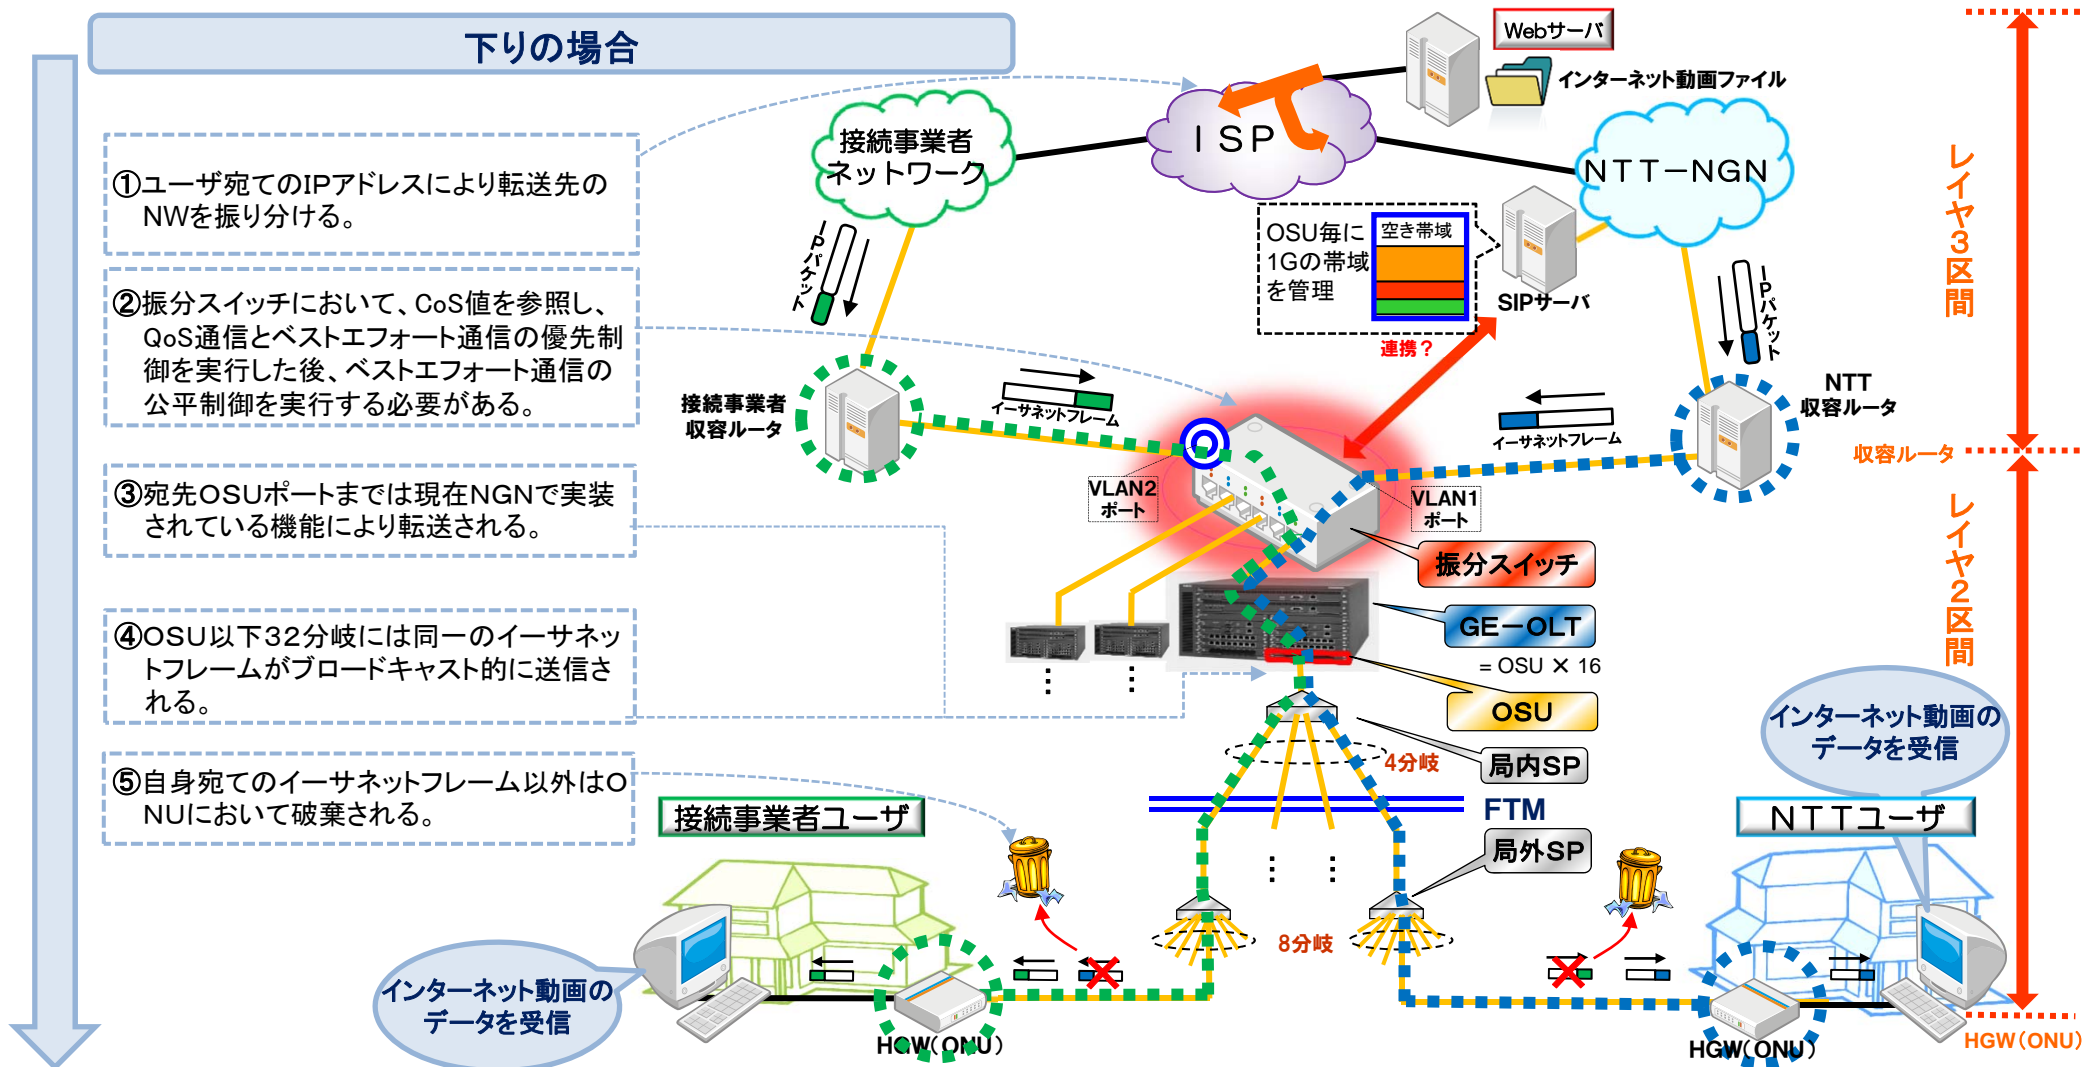 下りの場合
①ユーザ宛てのIPアドレスにより転送先の
NWを振り分ける。
②振分スイッチにおいて、CoS値を参照し、
QoS通信とベストエフォート通信の優先制
御を実行した後、ベストエフォート通信の
公平制御を実行する必要がある。
③宛先OSUポートまでは現在NGNで実装
されている機能により転送される。
④OSU以下32分岐には同一のイーサネッ
トフレームがブロードキャスト的に送信さ
れる。
⑤自身宛てのイーサネットフレーム以外はO
NUにおいて破棄される。
Webサーバ
インターネット動画ファイル
ISP
接続事業者
ネットワーク
NTT-NGN
OSU毎に
1Gの帯域
を管理
空き帯域
SIPサーバ
連携?
IPパケット
IPパケット
接続事業者
収容ルータ
イーサネットフレーム
イーサネットフレーム
NTT
収容ルータ
VLAN2
ポート
VLAN1
ポート
振分スイッチ
GE-OLT
= OSU × 16
OSU
局内SP
4分岐
FTM
局外SP
8分岐
接続事業者ユーザ
NTTユーザ
インターネット動画の
データを受信
インターネット動画の
データを受信
HGW(ONU)
HGW(ONU)
レイヤ3区間
収容ルータ
レイヤ2区間
HGW(ONU)